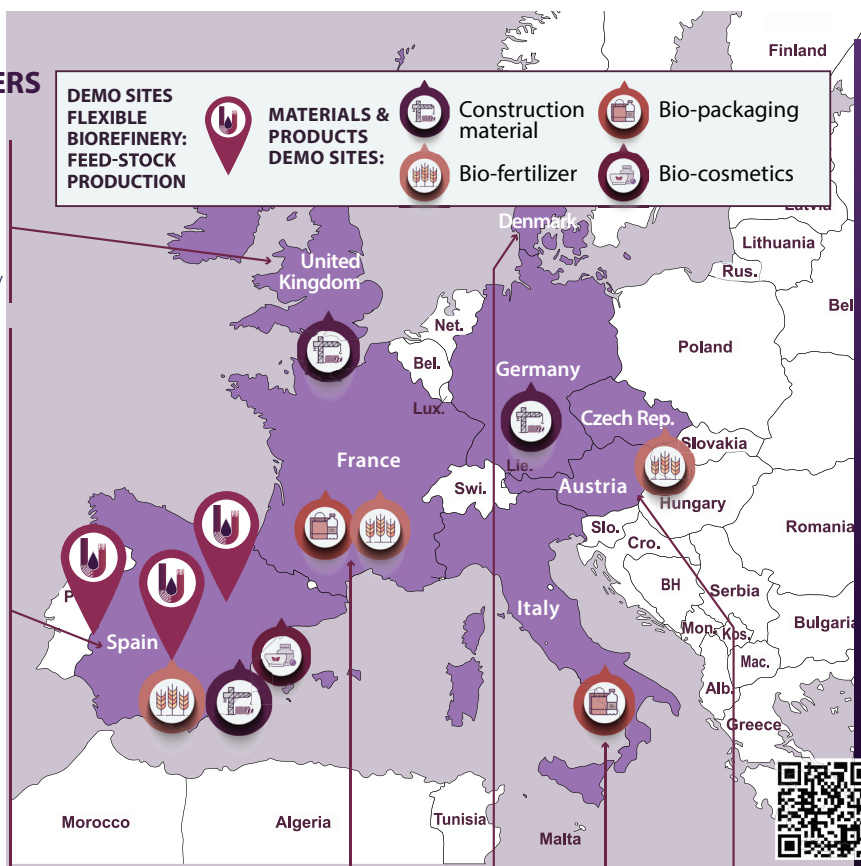 ERS
DEMO SITES
FLEXIBLE
BIOREFINERY:
FEED-STOCK
PRODUCTION
MATERIALS &
PRODUCTS
DEMO SITES:
Construction
material
Bio-packaging
Bio-fertilizer
Bio-cosmetics
Finland
Latvia
Denmark
Lithuania
United
Kingdom
Rus.
y
Bel
Net.
Poland
Bel.
Germany
Lux.
Czech Rep.
Slovakia
France
Lie.
Swi.
Austria
Hungary
Romania
Slo.
Cro.
BH
Serbia
P
Italy
Mon.
Kos.
Bulgaria
Spain
Mac.
Alb.
Greece
Morocco
Algeria
Tunisia
Malta